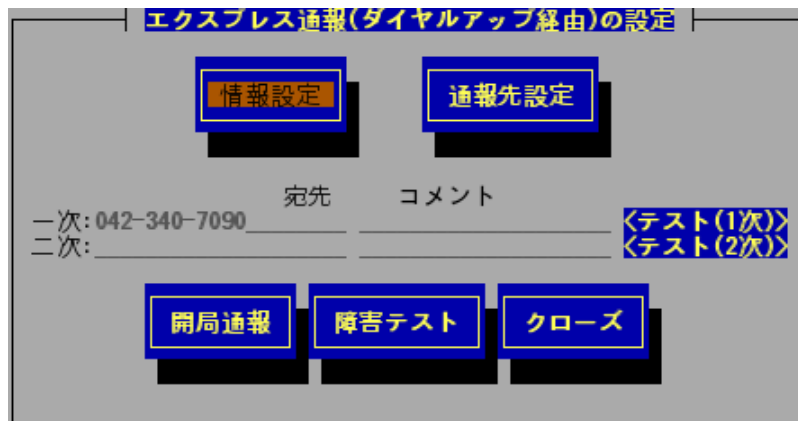 エクスプレス通報(ダイヤルアップ経由)の設定
情報設定 通報先設定
宛先 コメント
一次:042-340-7090 <テスト(1次)>
二次: <テスト(2次)>
開局通報 障害テスト クローズ